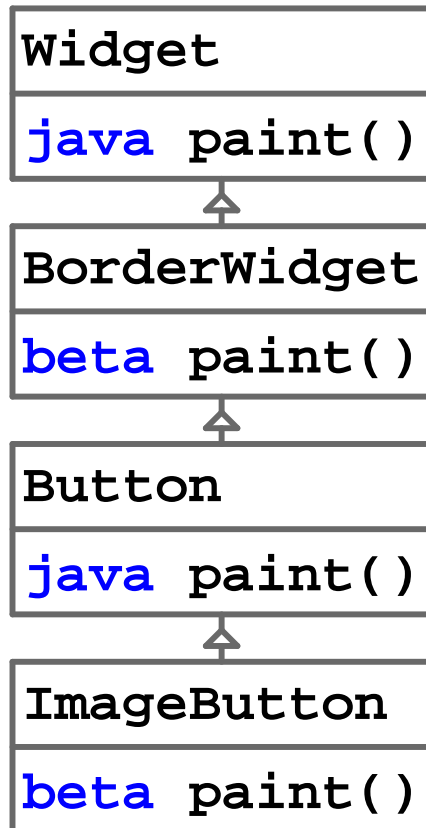 Widget
java paint()
BorderWidget
beta paint()
Button
java paint()
ImageButton
beta paint()